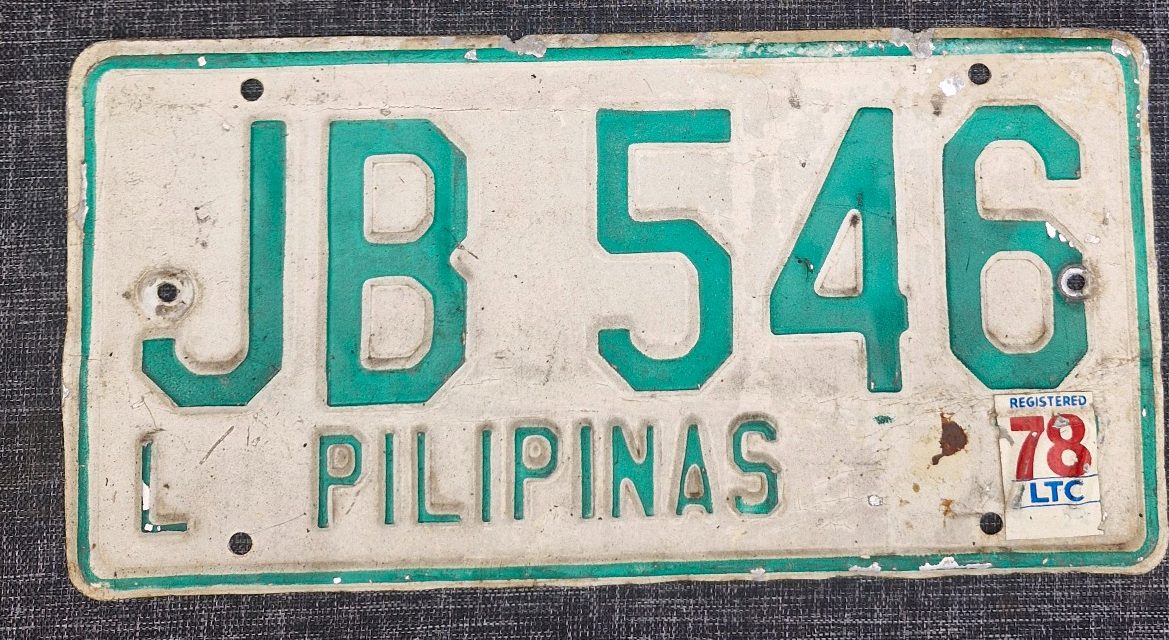 JB 546
L PILIPINAS
REGISTERED
78
LTC